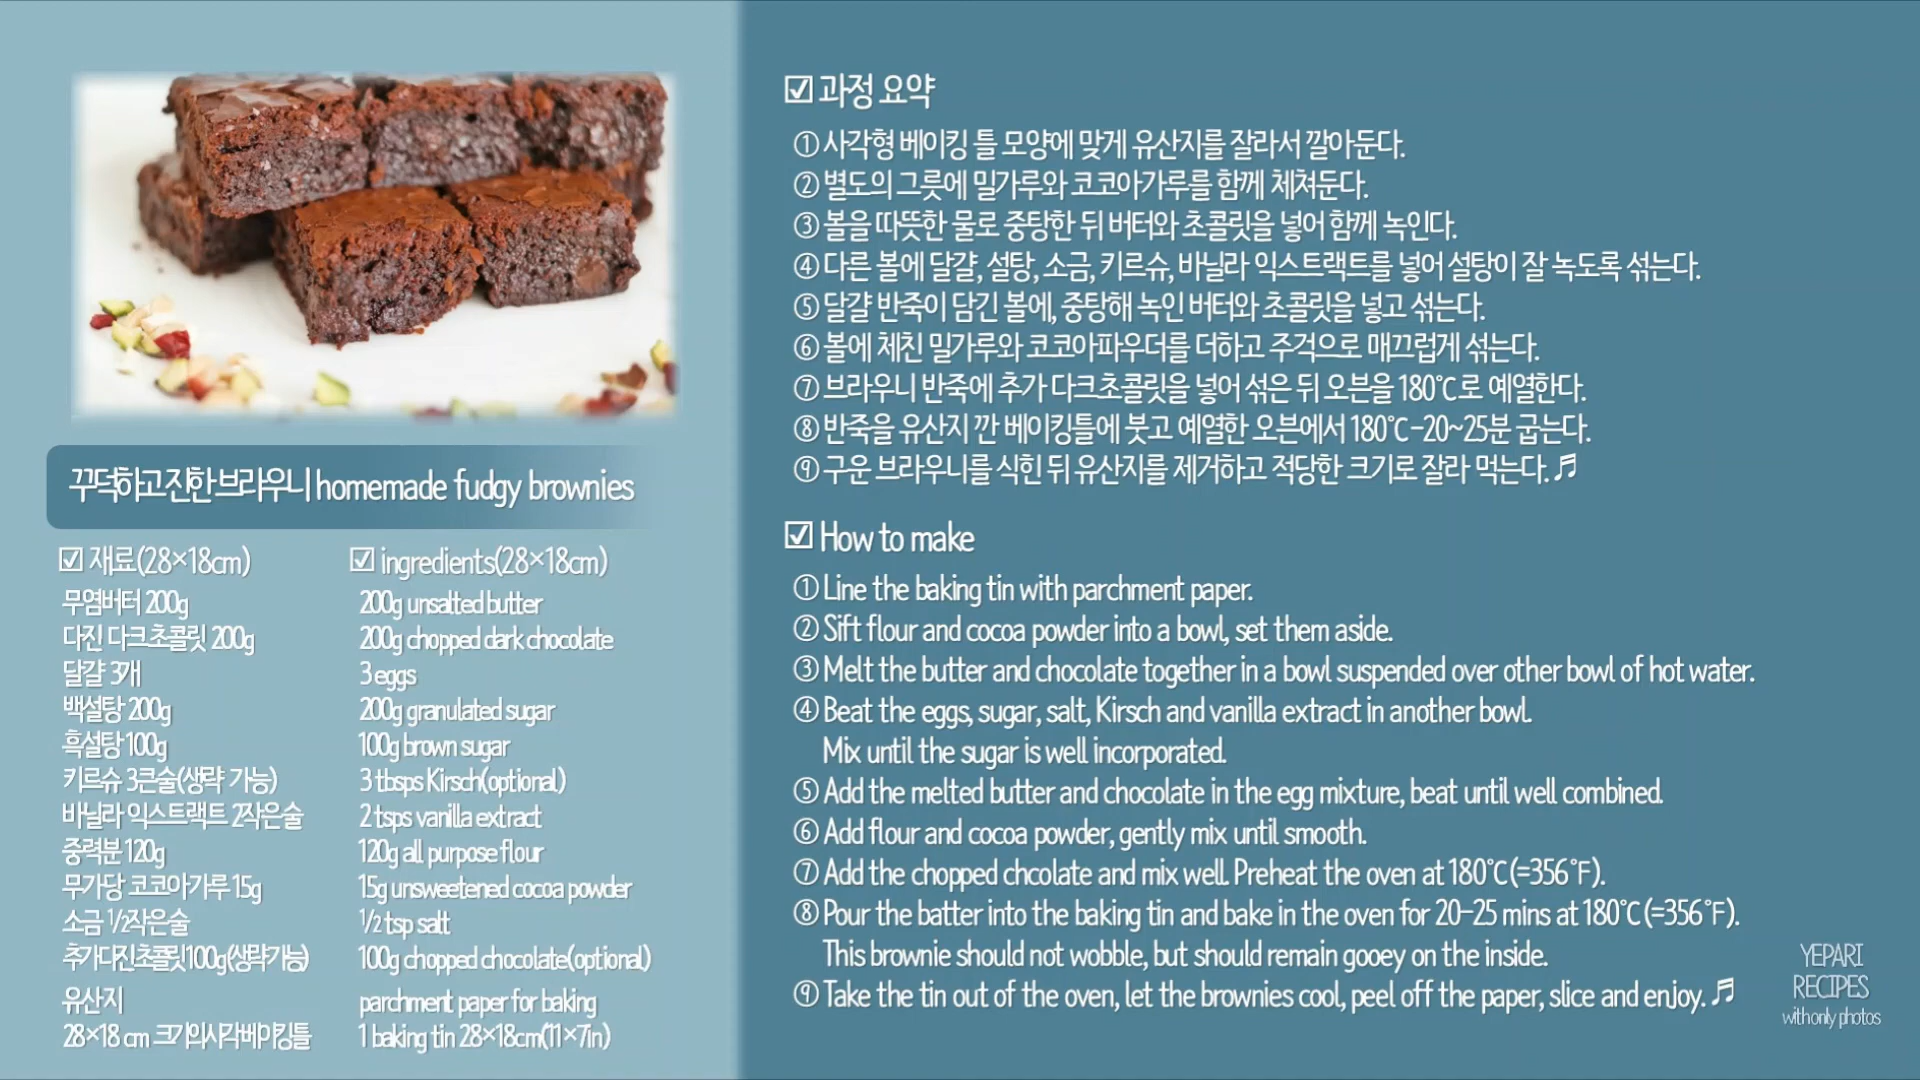 꾸덕하고진한브라우니 homemade fudgy brownies
☑ 재료(28×18cm)
무염버터 200g
다진 다크초콜릿 200g
달걀 3개
백설탕 200g
흑설탕 100g
키르슈 3큰술(생략 가능)
바닐라 익스트랙트 2작은술
중력분 120g
무가당 코코아가루 15g
소금 ½작은술
추가다진초콜릿100g(생략가능)
유산지
28×18 cm 크기의사각베이킹틀
☑ ingredients(28×18cm)
200g unsalted butter
200g chopped dark chocolate
3 eggs
200g granulated sugar
100g brown sugar
3 tbsps Kirsch(optional)
2 tsps vanilla extract
120g all purpose flour
15g unsweetened cocoa powder
½ tsp salt
100g chopped chocolate(optional)
parchment paper for baking
1 baking tin 28×18cm(11×7in)
☑ 과정 요약
① 사각형 베이킹 틀 모양에 맞게 유산지를 잘라서 깔아둔다.
② 별도의 그릇에 밀가루와 코코아가루를 함께 체쳐둔다.
③ 볼을 따뜻한 물로 중탕한 뒤 버터와 초콜릿을 넣어 함께 녹인다.
④ 다른 볼에 달걀, 설탕, 소금, 키르슈, 바닐라 익스트랙트를 넣어 설탕이 잘 녹도록 섞는다.
⑤ 달걀 반죽이 담긴 볼에, 중탕해 녹인 버터와 초콜릿을 넣고 섞는다.
⑥ 볼에 체친 밀가루와 코코아파우더를 더하고 주걱으로 매끄럽게 섞는다.
⑦ 브라우니 반죽에 추가 다크초콜릿을 넣어 섞은 뒤 오븐을 180℃로 예열한다.
⑧ 반죽을 유산지 깐 베이킹틀에 붓고 예열한 오븐에서 180℃-20~25분 굽는다.
⑨ 구운 브라우니를 식힌 뒤 유산지를 제거하고 적당한 크기로 잘라 먹는다.♬
☑ How to make
① Line the baking tin with parchment paper.
② Sift flour and cocoa powder into a bowl, set them aside.
③ Melt the butter and chocolate together in a bowl suspended over other bowl of hot water.
④ Beat the eggs, sugar, salt, Kirsch and vanilla extract in another bowl.
Mix until the sugar is well incorporated.
⑤ Add the melted butter and chocolate in the egg mixture, beat until well combined.
⑥ Add flour and cocoa powder, gently mix until smooth.
⑦ Add the chopped chcolate and mix well. Preheat the oven at 180℃(=356℉).
⑧ Pour the batter into the baking tin and bake in the oven for 20-25 mins at 180℃(=356℉).
This brownie should not wobble, but should remain gooey on the inside.
⑨ Take the tin out of the oven, let the brownies cool, peel off the paper, slice and enjoy.♬
YEPARI
RECIPES
with only photos